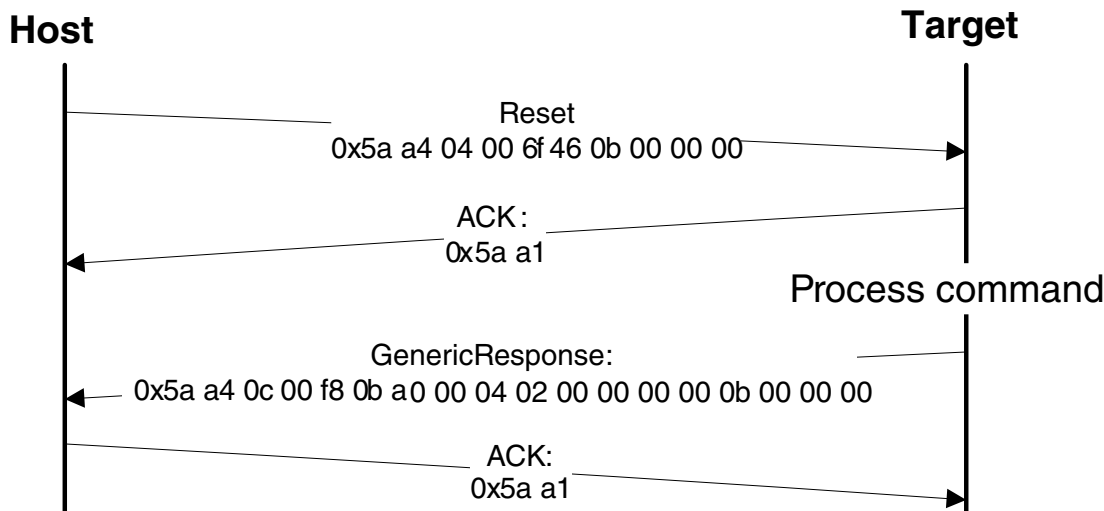 Host
Target
Reset
0x5a a4 04 00 6f 46 0b 00 00 00
ACK:
0x5a a1
Process command
GenericResponse:
0x5a a4 0c 00 f8 0b a0 00 04 02 00 00 00 00 0b 00 00 00
ACK:
0x5a a1